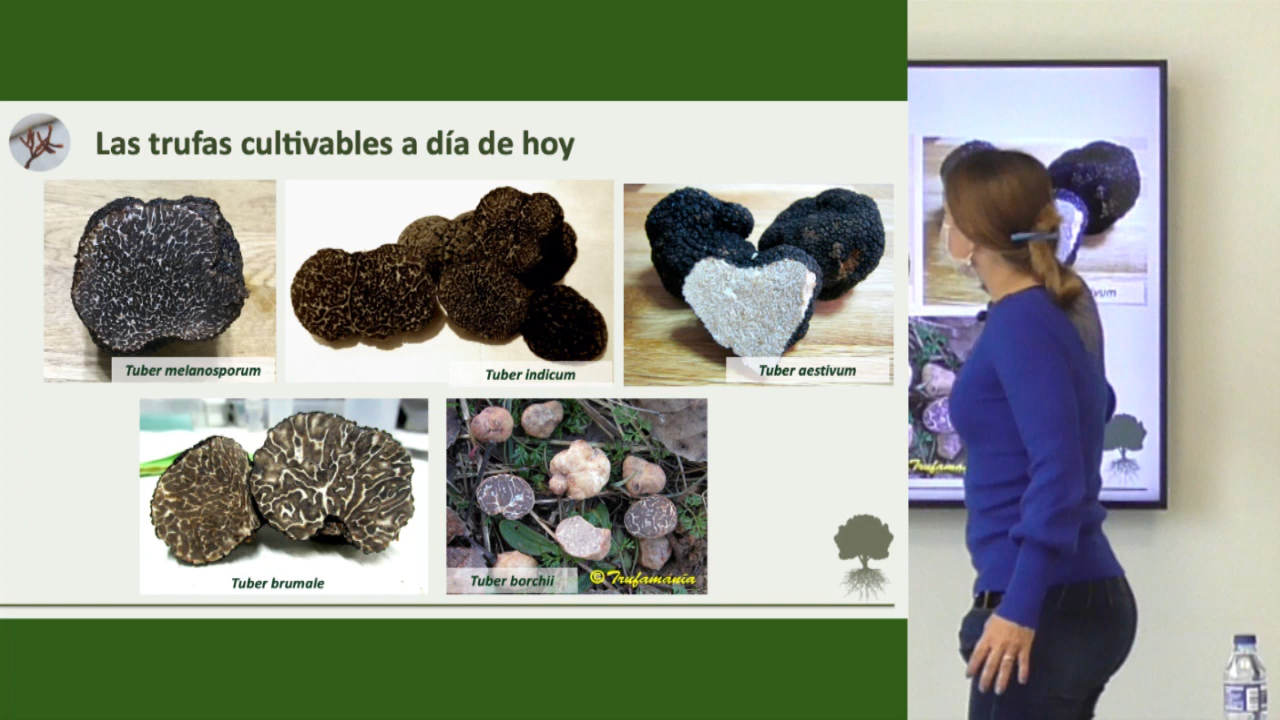 Las trufas cultivables a día de hoy
Tuber melanosporum
Tuber indicum
Tuber aestivum
Tuber brumale
Tuber borchii
© Trufamania